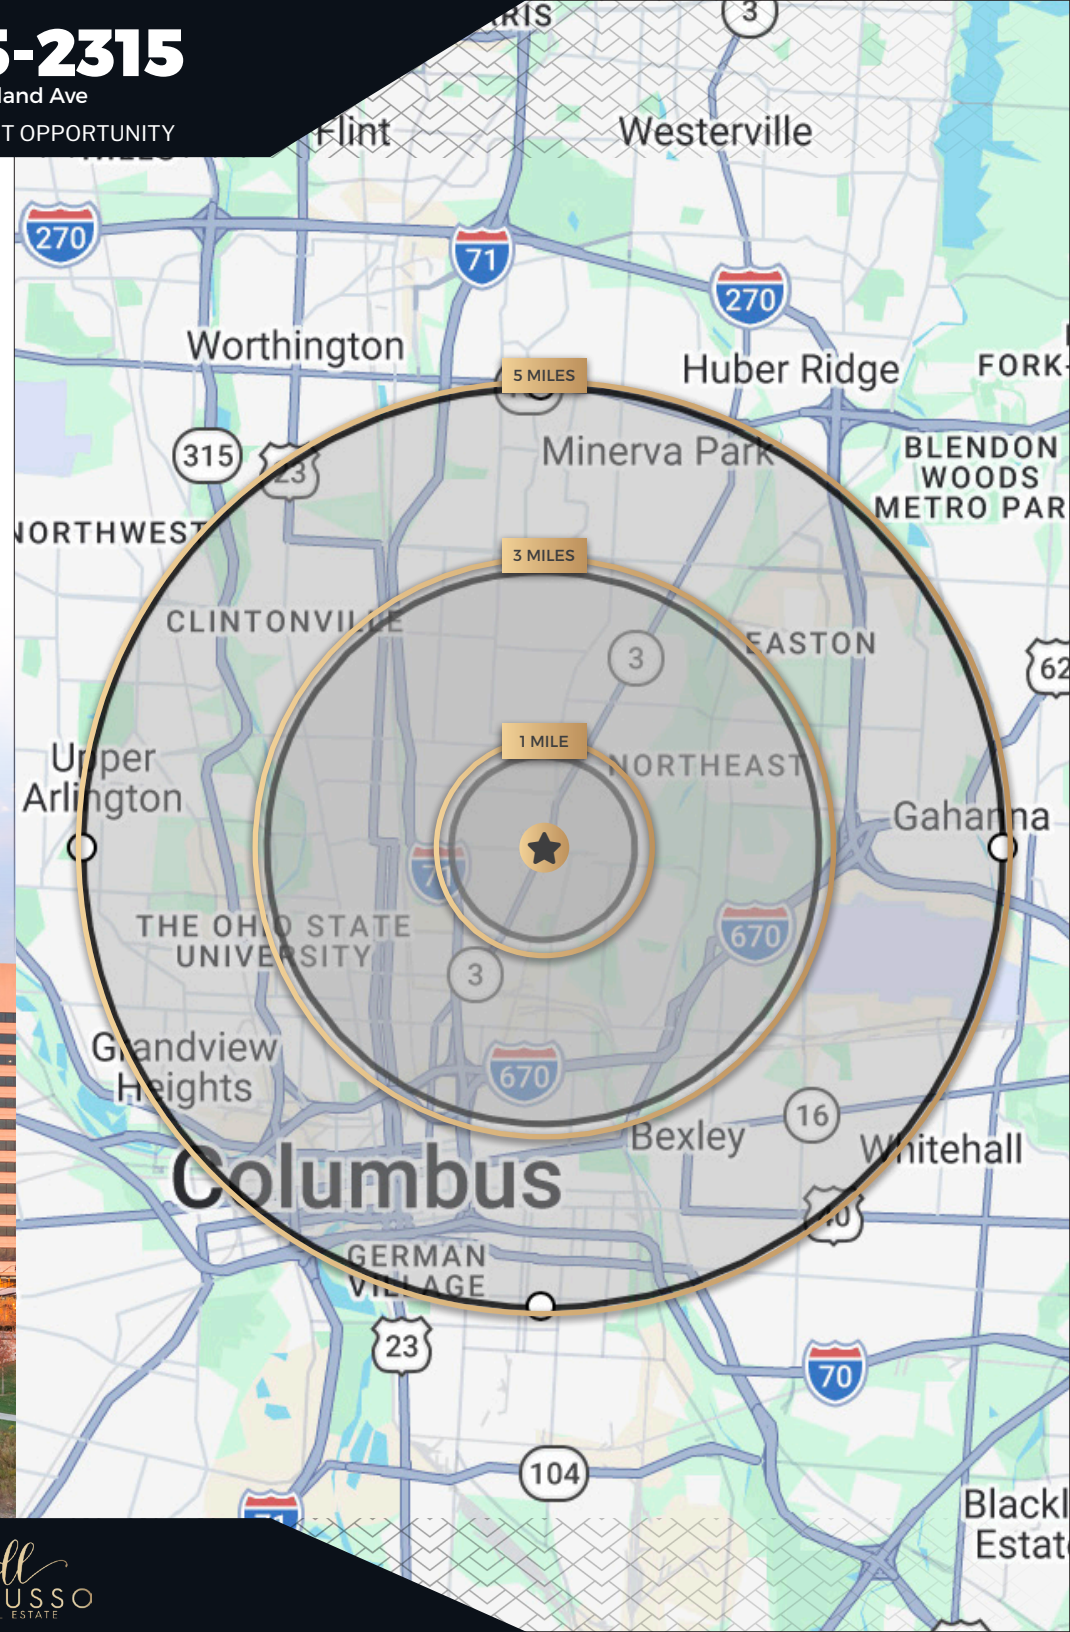 5-2315
land Ave
T OPPORTUNITY
3
Flint
Westerville
270
71
270
Worthington
Huber Ridge
FORK-
5 MILES
315
23
Minerva Park
BLENDON
WOODS
METRO PAR
NORTHWEST
3 MILES
CLINTONVILLE
3
EASTON
62
1 MILE
NORTHEAST
Upper
Arlington
Gahanna
71
THE OHIO STATE
UNIVERSITY
670
3
Grandview
Heights
670
16
Bexley
Whitehall
Columbus
40
GERMAN
VILLAGE
23
70
104
71
Blackl
Estat
USSO
ESTATE